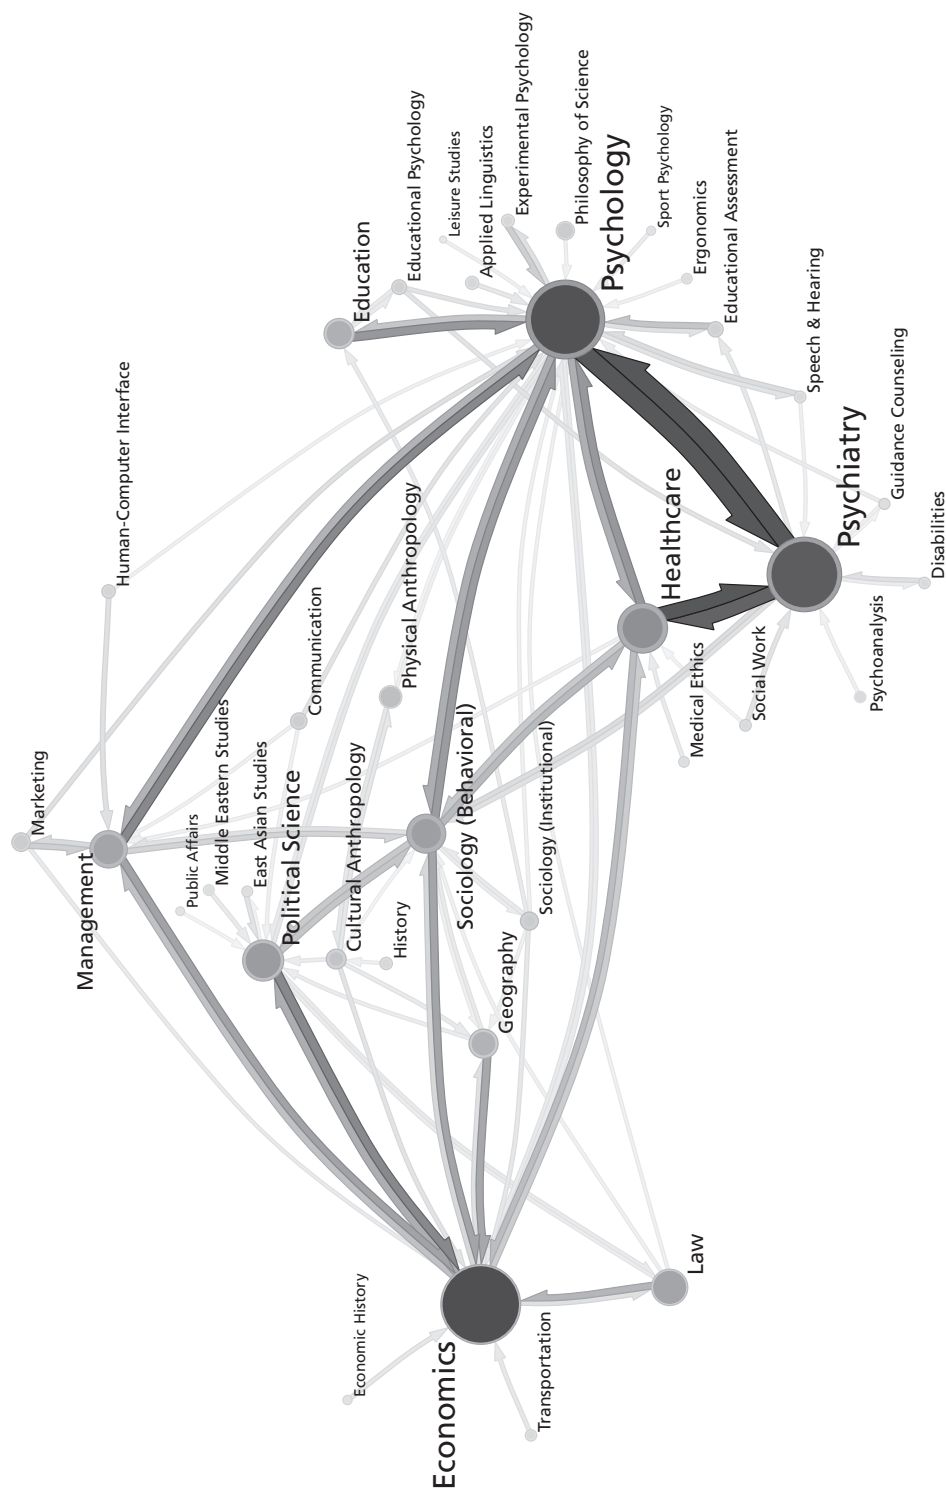 Human-Computer Interface
Marketing
Management
Education
Educational Psychology
Leisure Studies
Applied Linguistics
Experimental Psychology
Philosophy of Science
Psychology
Sport Psychology
Ergonomics
Educational Assessment
Speech & Hearing
Guidance Counseling
Psychiatry
Disabilities
Healthcare
Psychoanalysis
Social Work
Medical Ethics
Communication
Physical Anthropology
Public Affairs
Middle Eastern Studies
East Asian Studies
Political Science
Cultural Anthropology
History
Sociology (Behavioral)
Sociology (Institutional)
Geography
Economic History
Economics
Transportation
Law